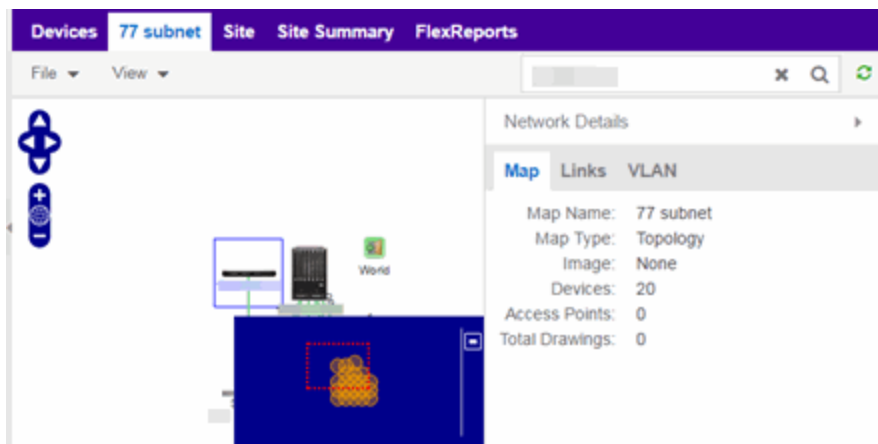 Devices 77 subnet Site Site Summary FlexReports
File View
Network Details
Map Links VLAN
Map Name: 77 subnet
Map Type: Topology
Image: None
Devices: 20
Access Points: 0
Total Drawings: 0
World